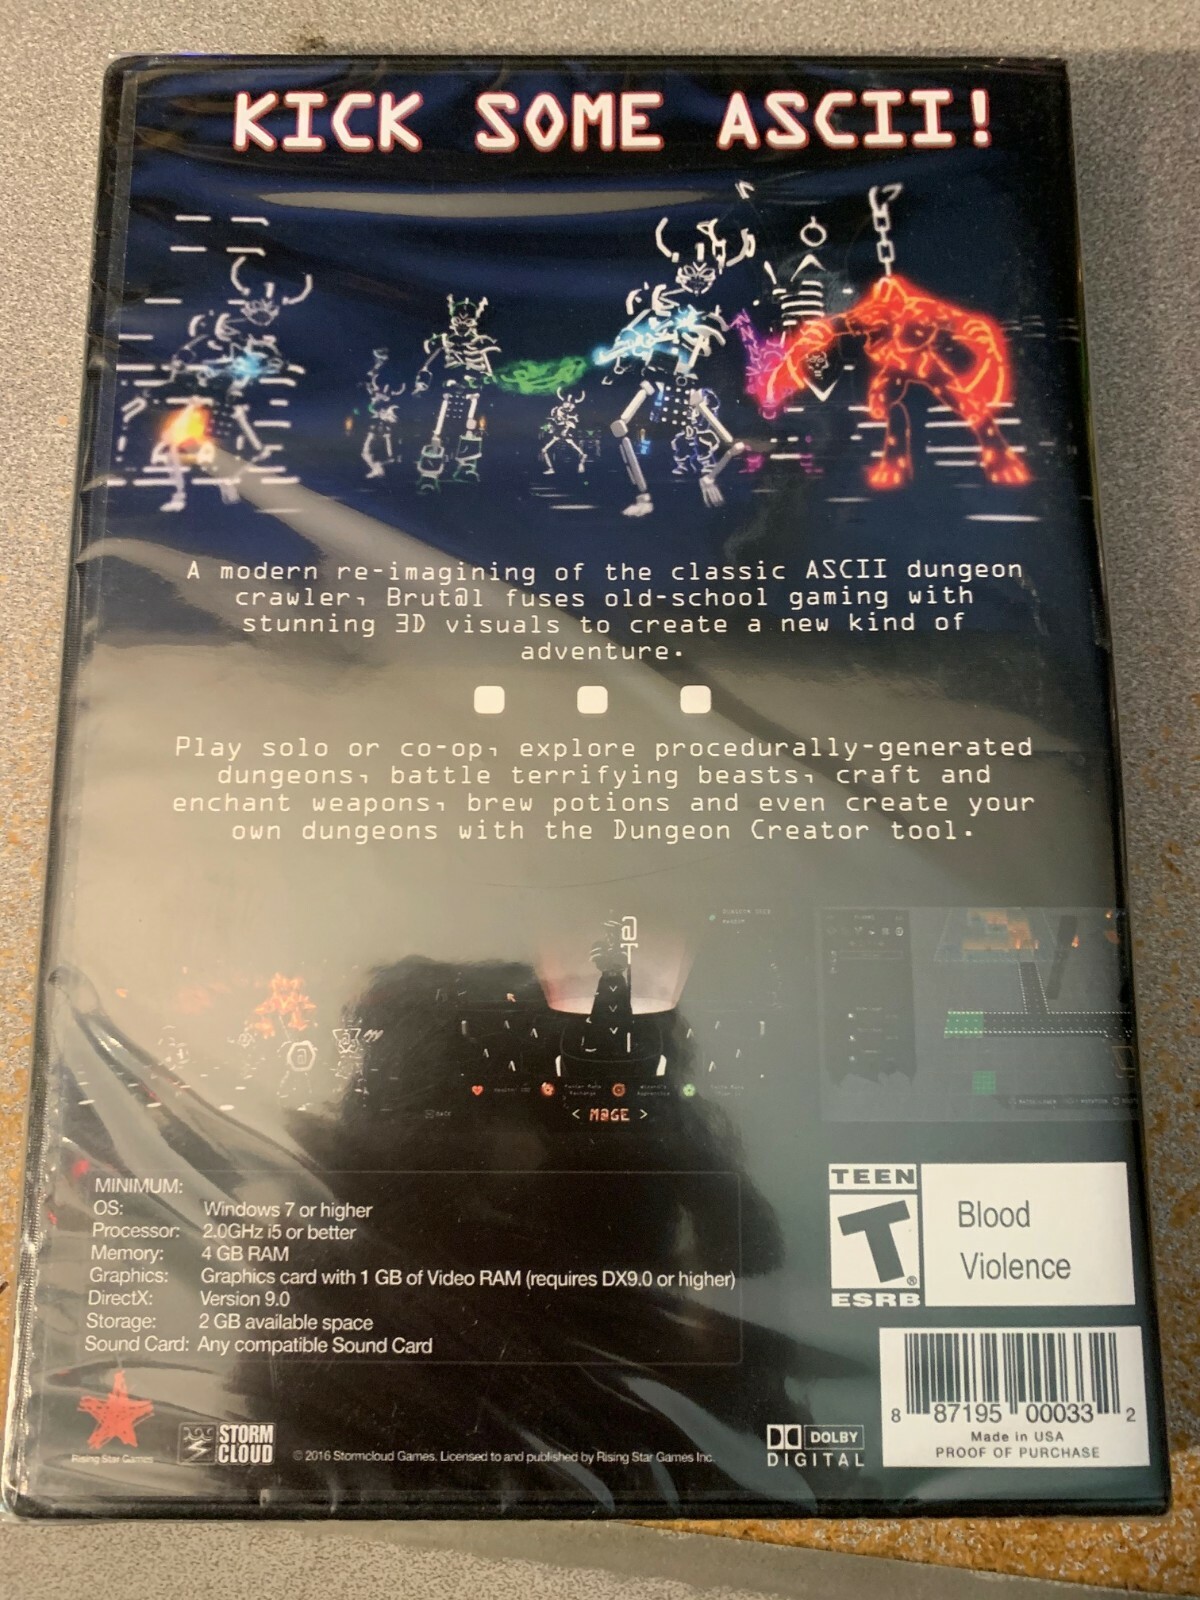 KICK SOME ASCII!
A modern re-imagining of the classic ASCII dungeon
crawler, Brut@l fuses old-school gaming with
stunning 3D visuals to create a new kind of
adventure.
Play solo or co-op, explore procedurally-generated
dungeons, battle terrifying beasts, craft and
enchant weapons, brew potions and even create your
own dungeons with the Dungeon Creator tool.
< M@GE >
MINIMUM:
OS: Windows 7 or higher
Processor: 2.0GHz i5 or better
Memory: 4 GB RAM
Graphics: Graphics card with 1 GB of Video RAM (requires DX9.0 or higher)
DirectX: Version 9.0
Storage: 2 GB available space
Sound Card: Any compatible Sound Card
TEEN
T®
ESRB
Blood
Violence
Rising Star Games
STORM
CLOUD
© 2016 Stormcloud Games. Licensed to and published by Rising Star Games Inc.
DOLBY
DIGITAL
8 87195 00033 2
Made in USA
PROOF OF PURCHASE